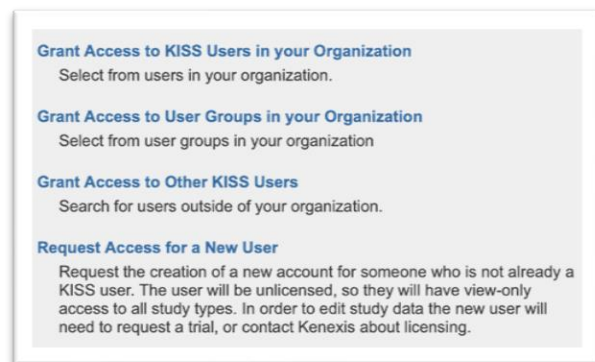 Grant Access to KISS Users in your Organization
Select from users in your organization.
Grant Access to User Groups in your Organization
Select from user groups in your organization
Grant Access to Other KISS Users
Search for users outside of your organization.
Request Access for a New User
Request the creation of a new account for someone who is not already a
KISS user. The user will be unlicensed, so they will have view-only
access to all study types. In order to edit study data the new user will
need to request a trial, or contact Kenexis about licensing.